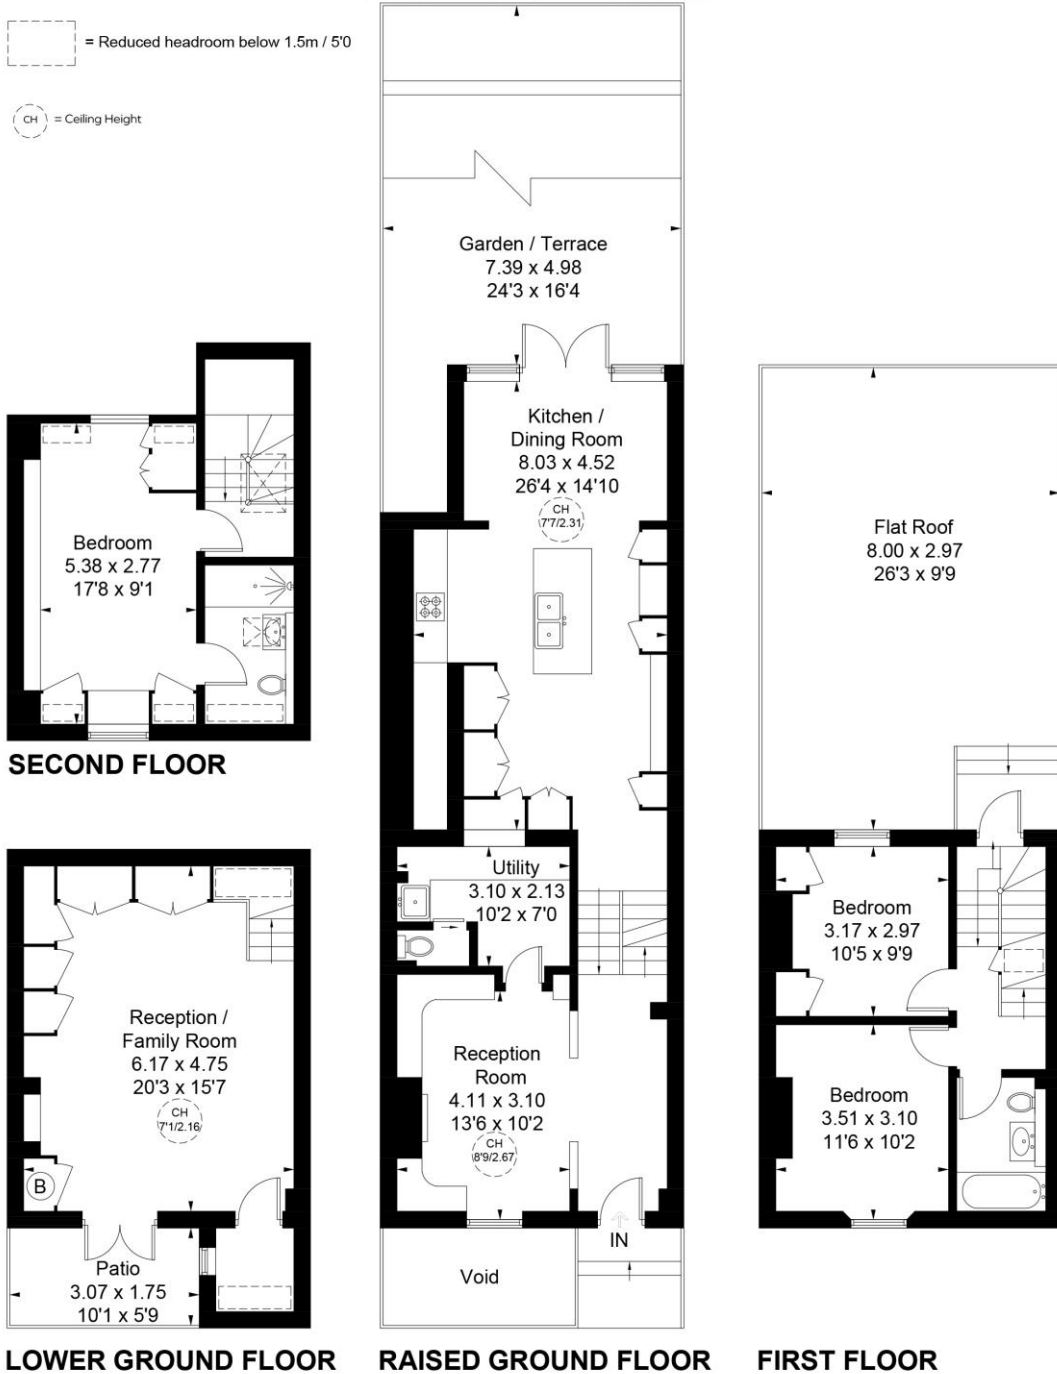 = Reduced headroom below 1.5m / 5'0
CH = Ceiling Height
Garden / Terrace
7.39 x 4.98
24'3 x 16'4
Kitchen /
Dining Room
8.03 x 4.52
26'4 x 14'10
CH
7'7/2.31
Bedroom
5.38 x 2.77
17'8 x 9'1
SECOND FLOOR
Flat Roof
8.00 x 2.97
26'3 x 9'9
Utility
3.10 x 2.13
10'2 x 7'0
Reception /
Family Room
6.17 x 4.75
20'3 x 15'7
CH
7'1/2.16
B
Patio
3.07 x 1.75
10'1 x 5'9
LOWER GROUND FLOOR
Reception
Room
4.11 x 3.10
13'6 x 10'2
CH
8'9/2.67
IN
Void
RAISED GROUND FLOOR
Bedroom
3.17 x 2.97
10'5 x 9'9
Bedroom
3.51 x 3.10
11'6 x 10'2
FIRST FLOOR